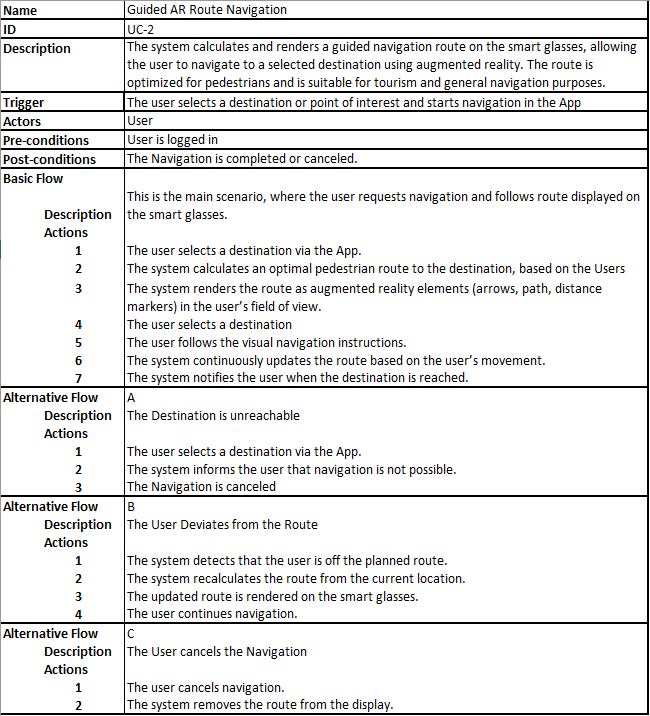 Name Guided AR Route Navigation
ID UC-2
Description The system calculates and renders a guided navigation route on the smart glasses, allowing
the user to navigate to a selected destination using augmented reality. The route is
optimized for pedestrians and is suitable for tourism and general navigation purposes.
Trigger The user selects a destination or point of interest and starts navigation in the App
Actors User
Pre-conditions User is logged in
Post-conditions The Navigation is completed or canceled.
Basic Flow
This is the main scenario, where the user requests navigation and follows route displayed on
Description the smart glasses.
Actions
1 The user selects a destination via the App.
2 The system calculates an optimal pedestrian route to the destination, based on the Users
3 The system renders the route as augmented reality elements (arrows, path, distance
markers) in the user’s field of view.
4 The user selects a destination
5 The user follows the visual navigation instructions.
6 The system continuously updates the route based on the user’s movement.
7 The system notifies the user when the destination is reached.
Alternative Flow A
Description The Destination is unreachable
Actions
1 The user selects a destination via the App.
2 The system informs the user that navigation is not possible.
3 The Navigation is canceled
Alternative Flow B
Description The User Deviates from the Route
Actions
1 The system detects that the user is off the planned route.
2 The system recalculates the route from the current location.
3 The updated route is rendered on the smart glasses.
4 The user continues navigation.
Alternative Flow C
Description The User cancels the Navigation
Actions
1 The user cancels navigation.
2 The system removes the route from the display.